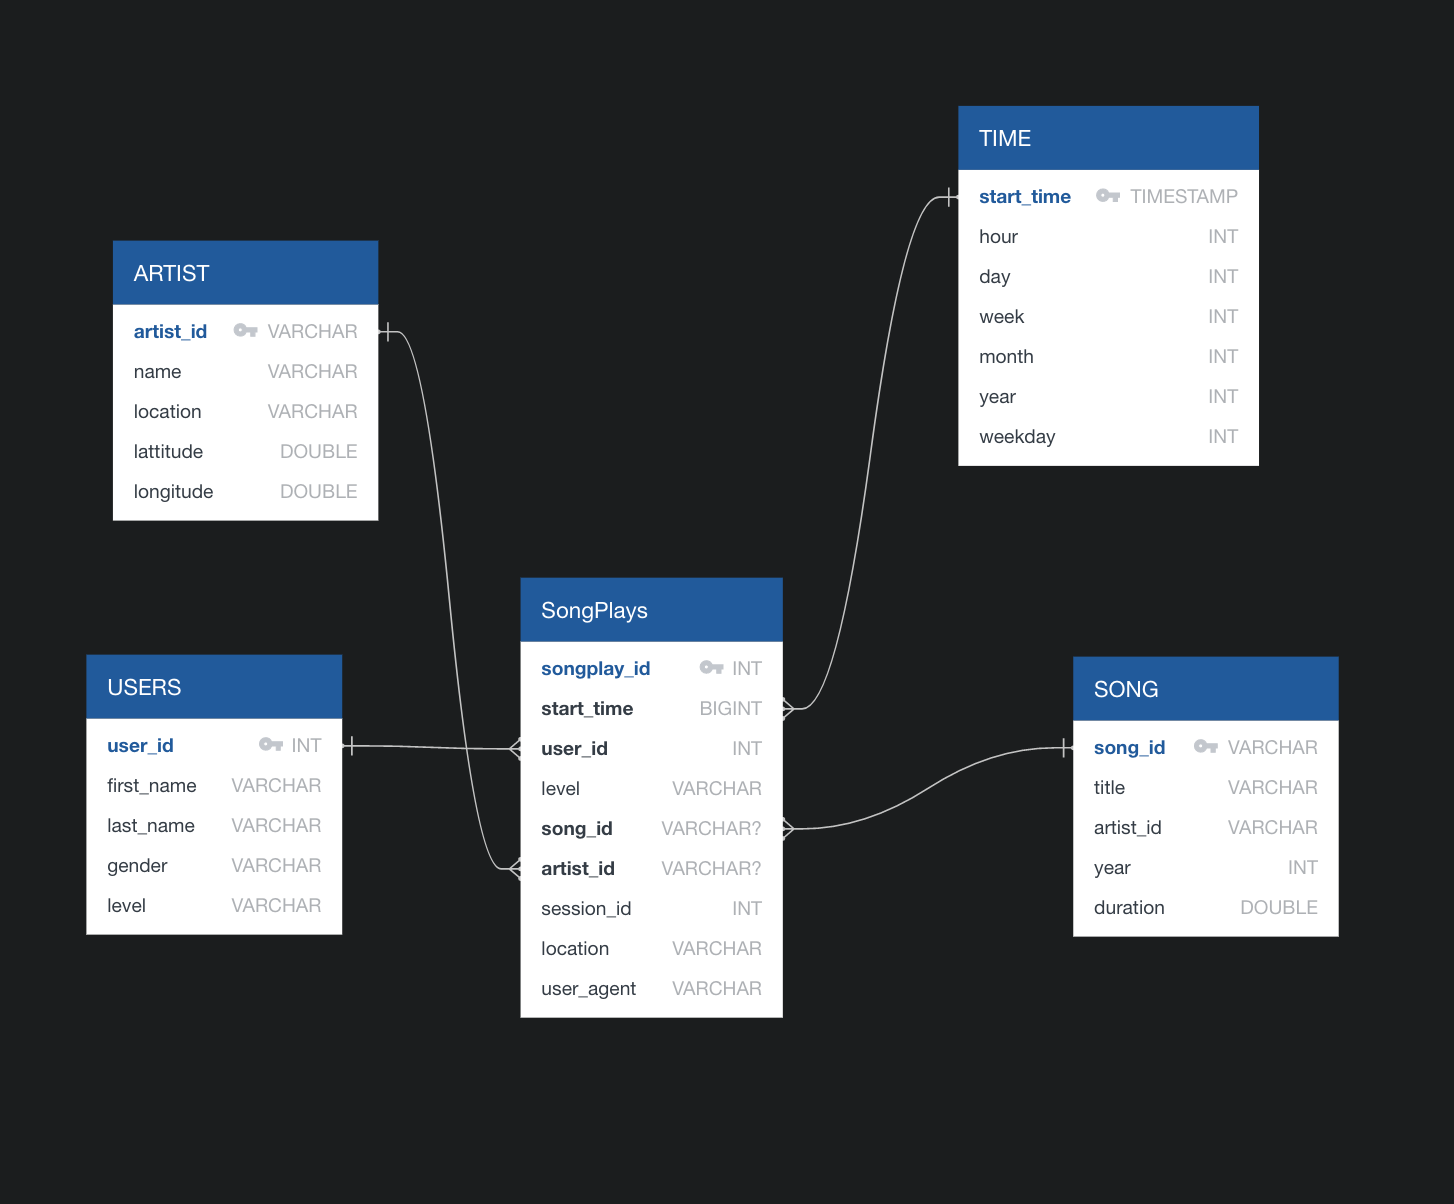 TIME
start_time TIMESTAMP
hour INT
day INT
week INT
month INT
year INT
weekday INT
ARTIST
artist_id VARCHAR
name VARCHAR
location VARCHAR
lattitude DOUBLE
longitude DOUBLE
SongPlays
songplay_id INT
start_time BIGINT
user_id INT
level VARCHAR
song_id VARCHAR?
artist_id VARCHAR?
session_id INT
location VARCHAR
user_agent VARCHAR
USERS
user_id INT
first_name VARCHAR
last_name VARCHAR
gender VARCHAR
level VARCHAR
SONG
song_id VARCHAR
title VARCHAR
artist_id VARCHAR
year INT
duration DOUBLE